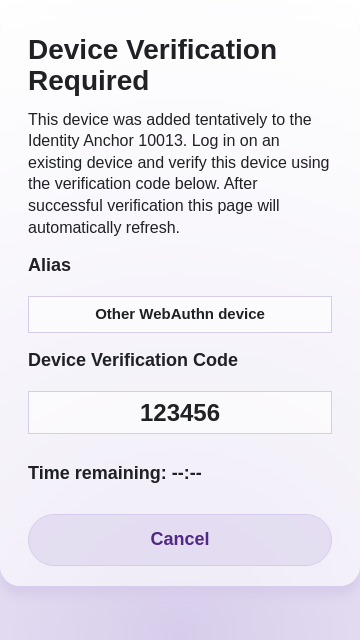 Device Verification
Required
This device was added tentatively to the
Identity Anchor 10013. Log in on an
existing device and verify this device using
the verification code below. After
successful verification this page will
automatically refresh.
Alias
Other WebAuthn device
Device Verification Code
123456
Time remaining: --:--
Cancel